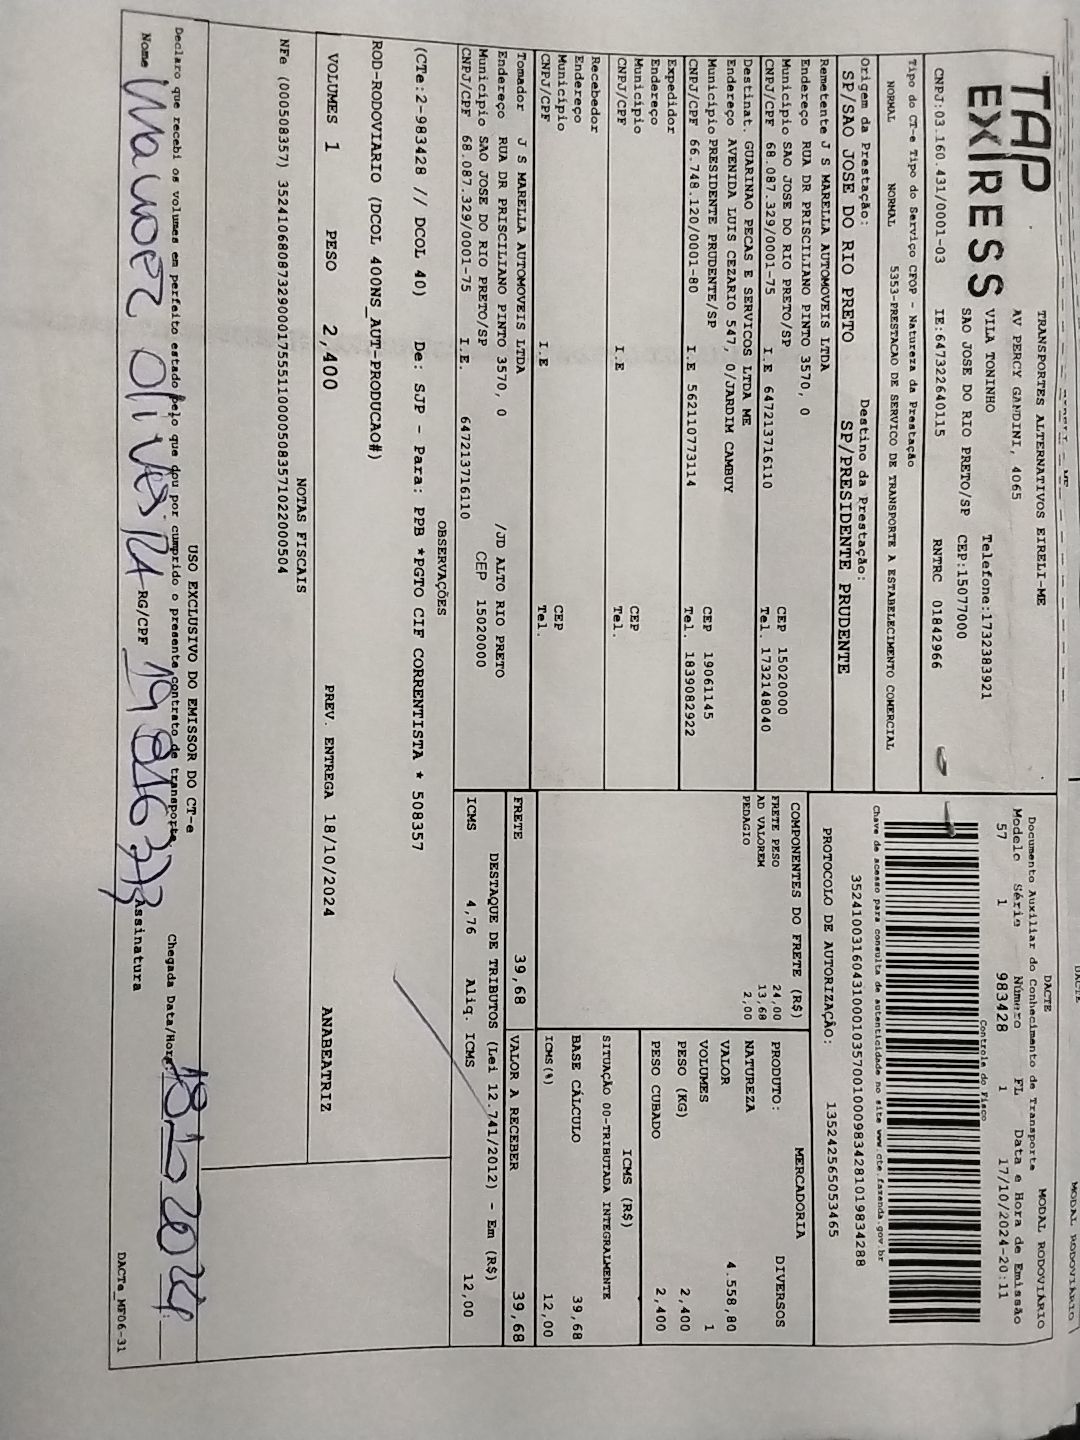 TAP
EXPRESS
TRANSPORTES ALTERNATIVOS EIRELI-ME
AV PERCY GANDINI, 4065
VILA TONINHO Telefone:1732383921
SAO JOSE DO RIO PRETO/SP CEP:15077000
CNPJ:03.160.431/0001-03 IE:647322640115 RNTRC 01842966
Tipo do CT-e Tipo do Serviço CFOP - Natureza da Prestação
NORMAL NORMAL 5353-PRESTACAO DE SERVICO DE TRANSPORTE A ESTABELECIMENTO COMERCIAL
Origem da Prestação: Destino da Prestação:
SP/SAO JOSE DO RIO PRETO SP/PRESIDENTE PRUDENTE
Remetente J S MARELLA AUTOMOVEIS LTDA
Endereço RUA DR PRISCILIANO PINTO 3570, 0
Município SAO JOSE DO RIO PRETO/SP CEP 15020000
CNPJ/CPF 68.087.329/0001-75 I.E 647213716110 Tel. 1732148040
Destinat. GUARINAO PECAS E SERVICOS LTDA ME
Endereço AVENIDA LUIS CEZARIO 547, 0/JARDIM CAMBUY
Município PRESIDENTE PRUDENTE/SP CEP 19061145
CNPJ/CPF 66.748.120/0001-80 I.E 562110773114 Tel. 1839082922
Expedidor
Endereço
Município CEP
CNPJ/CPF I.E Tel.
Recebedor
Endereço
Município CEP
CNPJ/CPF I.E Tel.
Tomador J S MARELLA AUTOMOVEIS LTDA
Endereço RUA DR PRISCILIANO PINTO 3570, 0 /JD ALTO RIO PRETO
Município SAO JOSE DO RIO PRETO/SP CEP 15020000
CNPJ/CPF 68.087.329/0001-75 I.E. 647213716110
DACTE MODAL RODOVIÁRIO
Documento Auxiliar do Conhecimento de Transporte
Modelo Série Número FL Data e Hora de Emissão
57 1 983428 1 17/10/2024-20:11
Controle do Fisco
Chave de acesso para consulta de autenticidade no site www.cte.fazenda.gov.br
35241003160431000103570010009834281019834288
PROTOCOLO DE AUTORIZAÇÃO: 135242565053465
COMPONENTES DO FRETE (R$)
FRETE PESO 24,00
AD VALOREM 13,68
PEDAGIO 2,00
MERCADORIA
PRODUTO: DIVERSOS
NATUREZA
VALOR 4.558,80
VOLUMES 1
PESO (KG) 2,400
PESO CUBADO 2,400
ICMS (R$)
SITUAÇÃO 00-TRIBUTADA INTEGRALMENTE
BASE CÁLCULO 39,68
ICMS(%) 12,00
FRETE 39,68 VALOR A RECEBER 39,68
DESTAQUE DE TRIBUTOS (Lei 12.741/2012) - Em (R$)
ICMS 4,76 Aliq. ICMS 12,00
OBSERVAÇÕES
(CTe:2-983428 // DCOL 40) De: SJP - Para: PPB *PGTO CIF CORRENTISTA * 508357
ROD-RODOVIARIO (DCOL 400NS_AUT-PRODUCAO#)
VOLUMES 1 PESO 2,400 PREV. ENTREGA 18/10/2024 ANABEATRIZ
NOTAS FISCAIS
NFe (000508357) 35241068087329000175551100005083571022000504
USO EXCLUSIVO DO EMISSOR DO CT-e
Declaro que recebi os volumes em perfeito estado pelo que dou por cumprido o presente contrato de transporte. Chegada Data/Hora:
Nome OLIVEIRA RG/CPF Assinatura
DACTe_MF06-31